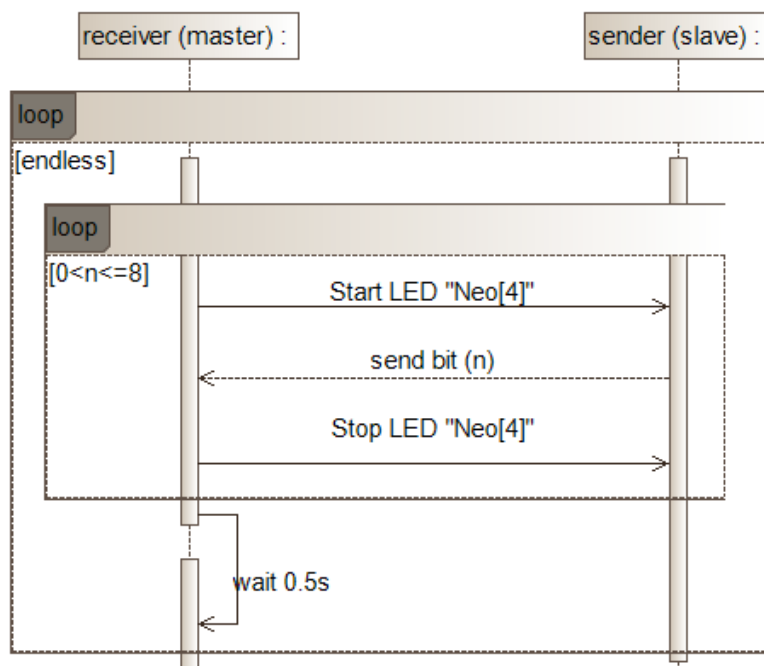 receiver (master) :
sender (slave) :
loop
[endless]
loop
[0<n<=8]
Start LED "Neo[4]"
send bit (n)
Stop LED "Neo[4]"
wait 0.5s